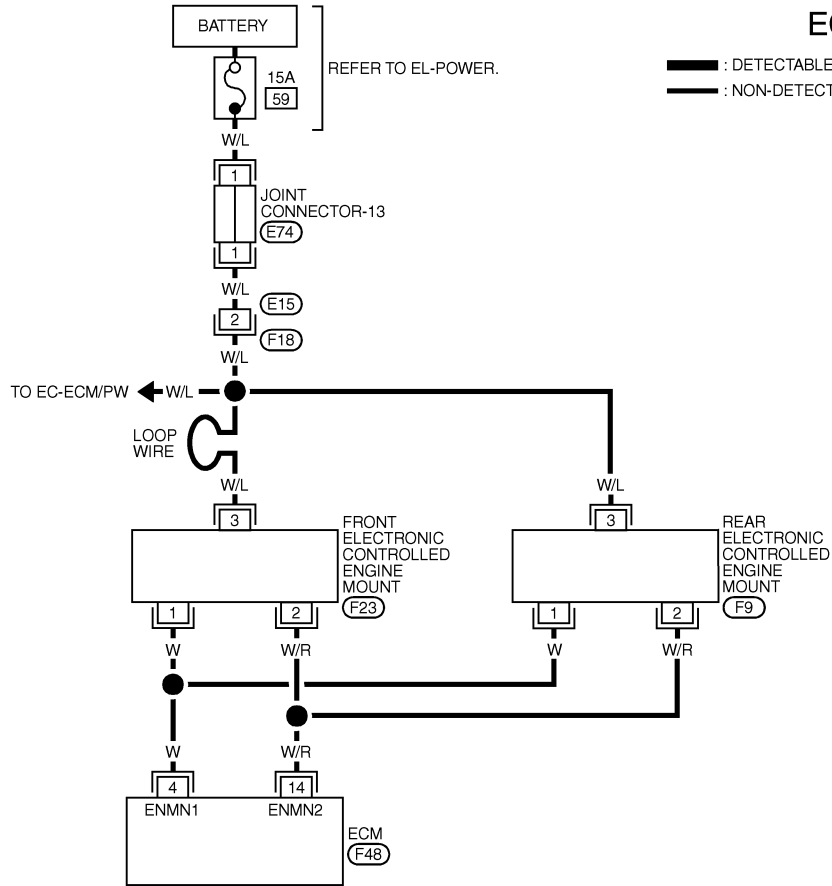 EC
BATTERY
15A
59
REFER TO EL-POWER.
: DETECTABLE
: NON-DETECT
W/L
1
JOINT
CONNECTOR-13
E74
1
W/L
E15
2
F18
W/L
TO EC-ECM/PW
W/L
LOOP
WIRE
W/L
W/L
3
FRONT
ELECTRONIC
CONTROLLED
ENGINE
MOUNT
F23
3
REAR
ELECTRONIC
CONTROLLED
ENGINE
MOUNT
F9
1
2
1
2
W
W/R
W
W/R
W
W/R
4
14
ENMN1
ENMN2
ECM
F48